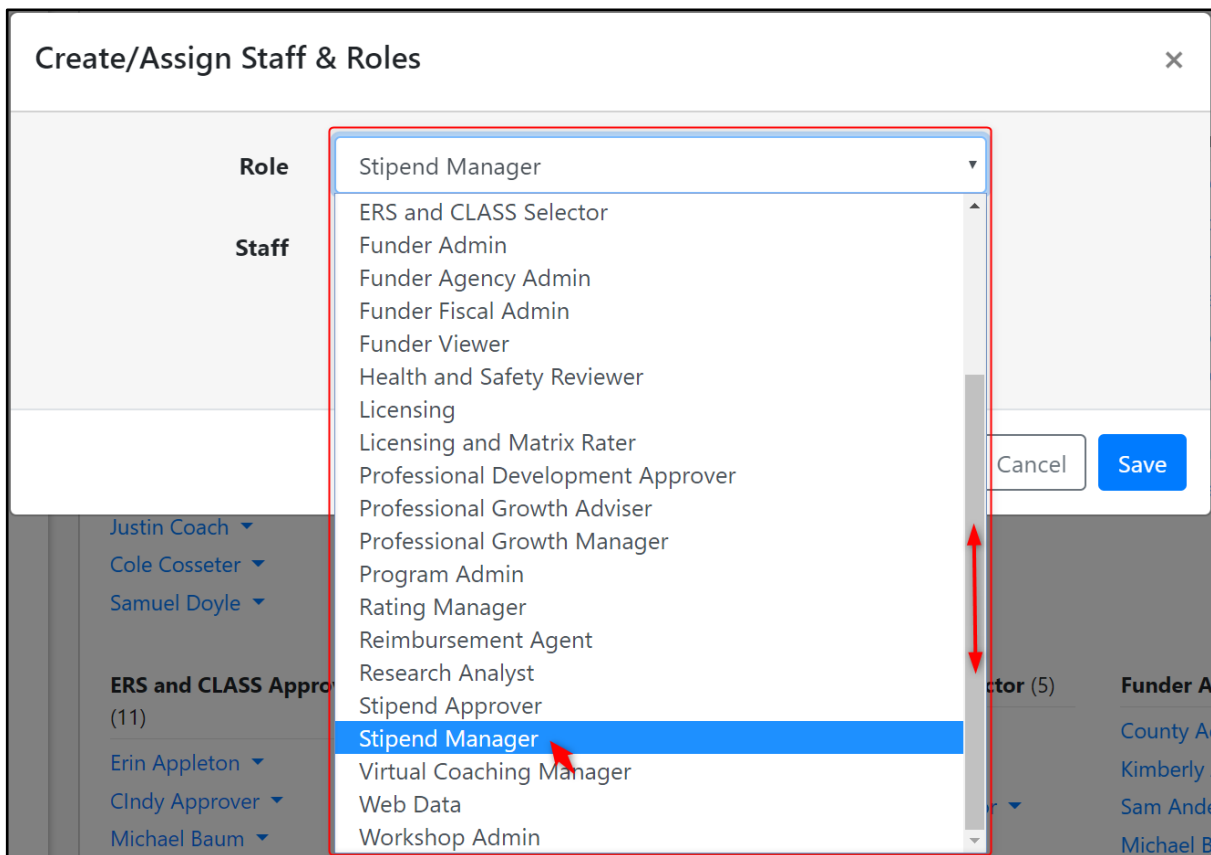 Create/Assign Staff & Roles
×
Role
Stipend Manager
Staff
ERS and CLASS Selector
Funder Admin
Funder Agency Admin
Funder Fiscal Admin
Funder Viewer
Health and Safety Reviewer
Licensing
Licensing and Matrix Rater
Professional Development Approver
Professional Growth Adviser
Professional Growth Manager
Program Admin
Rating Manager
Reimbursement Agent
Research Analyst
Stipend Approver
Stipend Manager
Virtual Coaching Manager
Web Data
Workshop Admin
Cancel
Save
Justin Coach
Cole Cosseter
Samuel Doyle
ERS and CLASS
(11)
Erin Appleton
CIndy Approver
Michael Baum
(5)
Funder
County
Kimberly
Sam
Michael